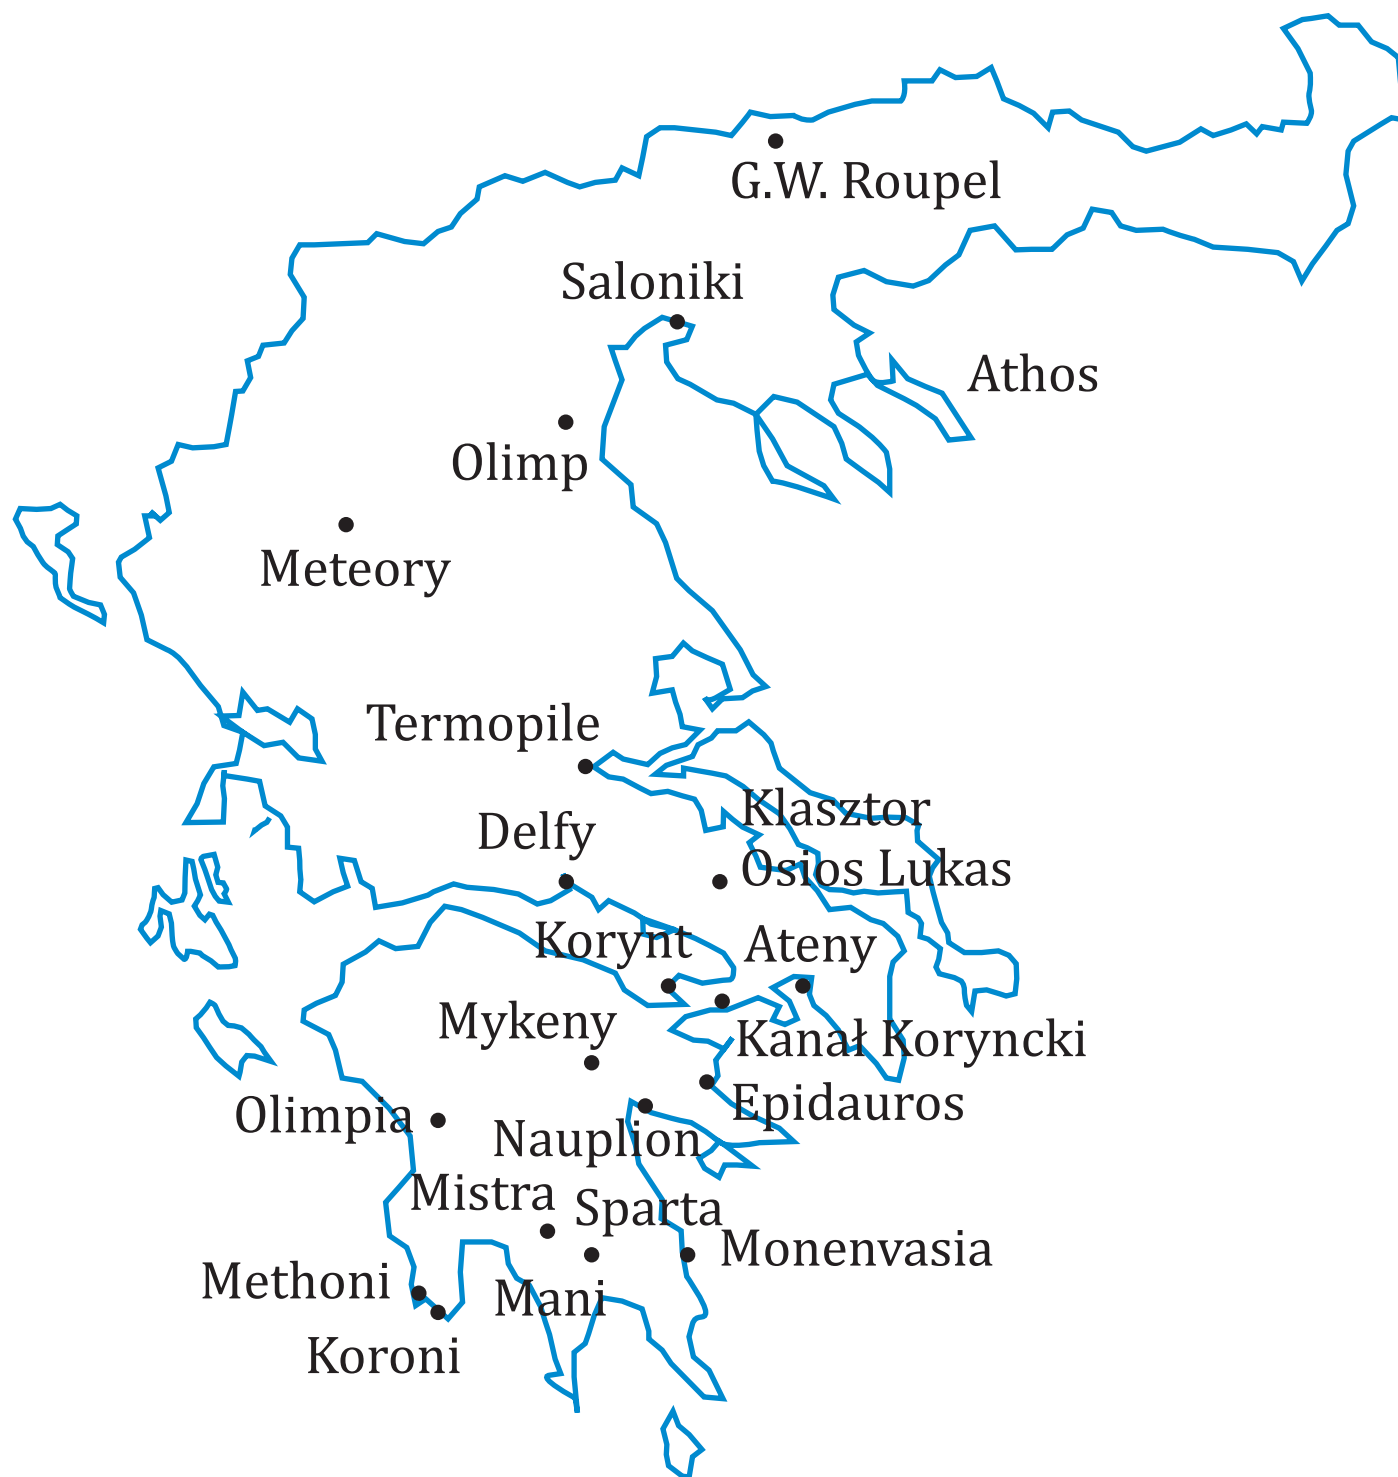 G.W. Roupel
Saloniki
Athos
Olimp
Meteory
Termopile
Klasztor
Osios Lukas
Delfy
Korynt
Ateny
Mykeny
Kanał Koryncki
Epidauros
Olimpia
Nauplion
Mistra
Sparta
Monenvasia
Methoni
Mani
Koroni